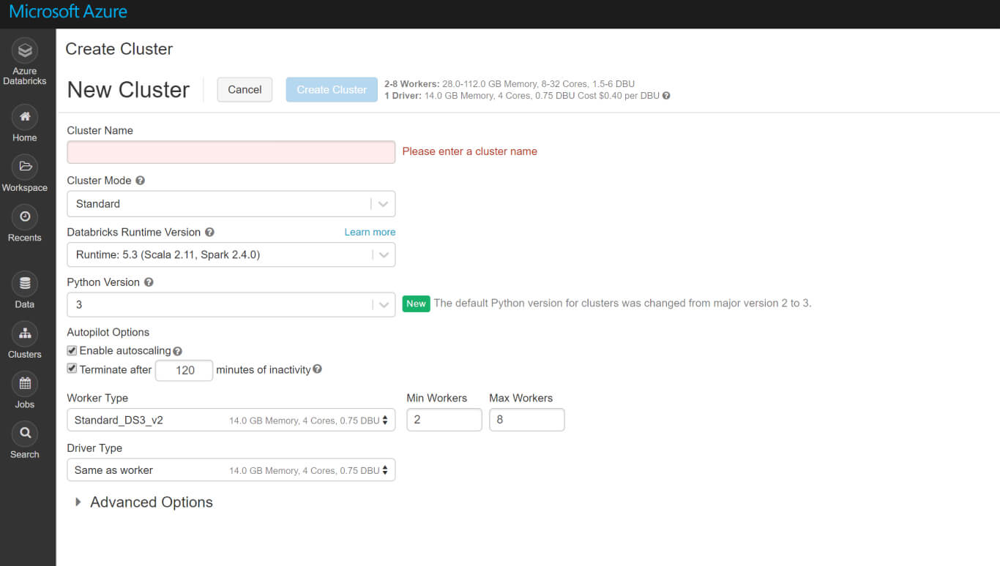 Microsoft Azure
Azure
Databricks
Home
Workspace
Recents
Data
Clusters
Jobs
Search
Create Cluster
New Cluster
Cancel
Create Cluster
2-8 Workers: 28.0-112.0 GB Memory, 8-32 Cores, 1.5-6 DBU
1 Driver: 14.0 GB Memory, 4 Cores, 0.75 DBU Cost $0.40 per DBU ?
Cluster Name
Please enter a cluster name
Cluster Mode ?
Standard
Databricks Runtime Version ? Learn more
Runtime: 5.3 (Scala 2.11, Spark 2.4.0)
Python Version ?
3
New The default Python version for clusters was changed from major version 2 to 3.
Autopilot Options
Enable autoscaling ?
Terminate after 120 minutes of inactivity ?
Worker Type Min Workers Max Workers
Standard_DS3_v2 14.0 GB Memory, 4 Cores, 0.75 DBU 2 8
Driver Type
Same as worker 14.0 GB Memory, 4 Cores, 0.75 DBU
Advanced Options